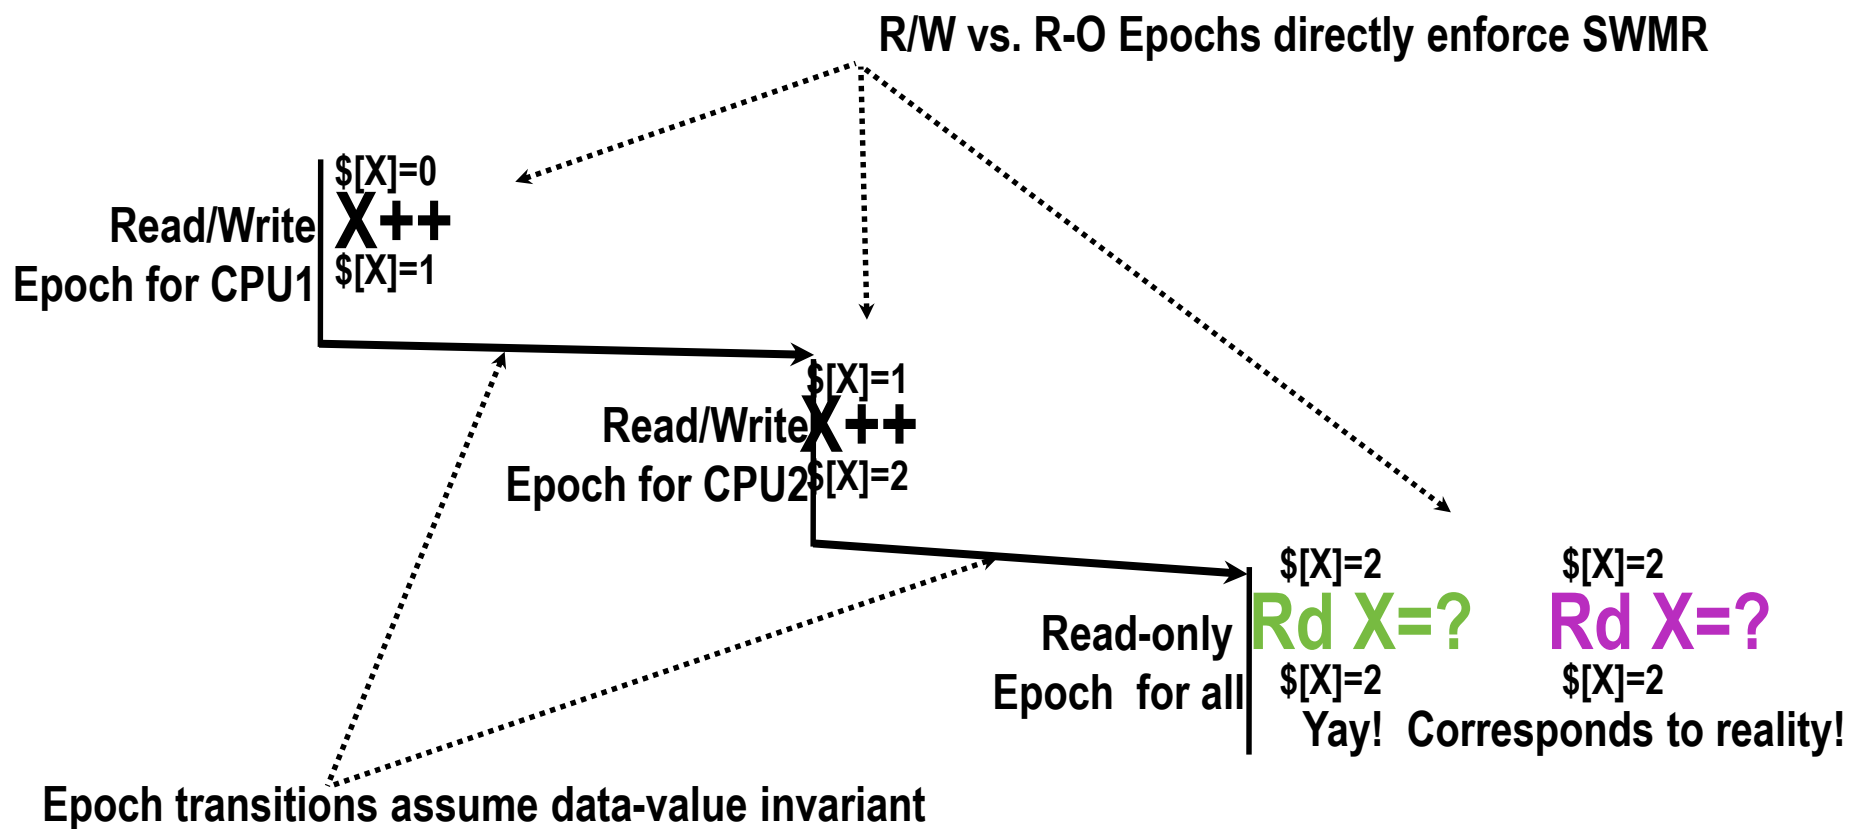 R/W vs. R-O Epochs directly enforce SWMR
$[X]=0
Read/Write
X++
Epoch for CPU1
$[X]=1
$[X]=1
Read/Write
X++
Epoch for CPU2
$[X]=2
$[X]=2
$[X]=2
Rd X=?
Rd X=?
Read-only
Epoch for all
$[X]=2
$[X]=2
Yay! Corresponds to reality!
Epoch transitions assume data-value invariant